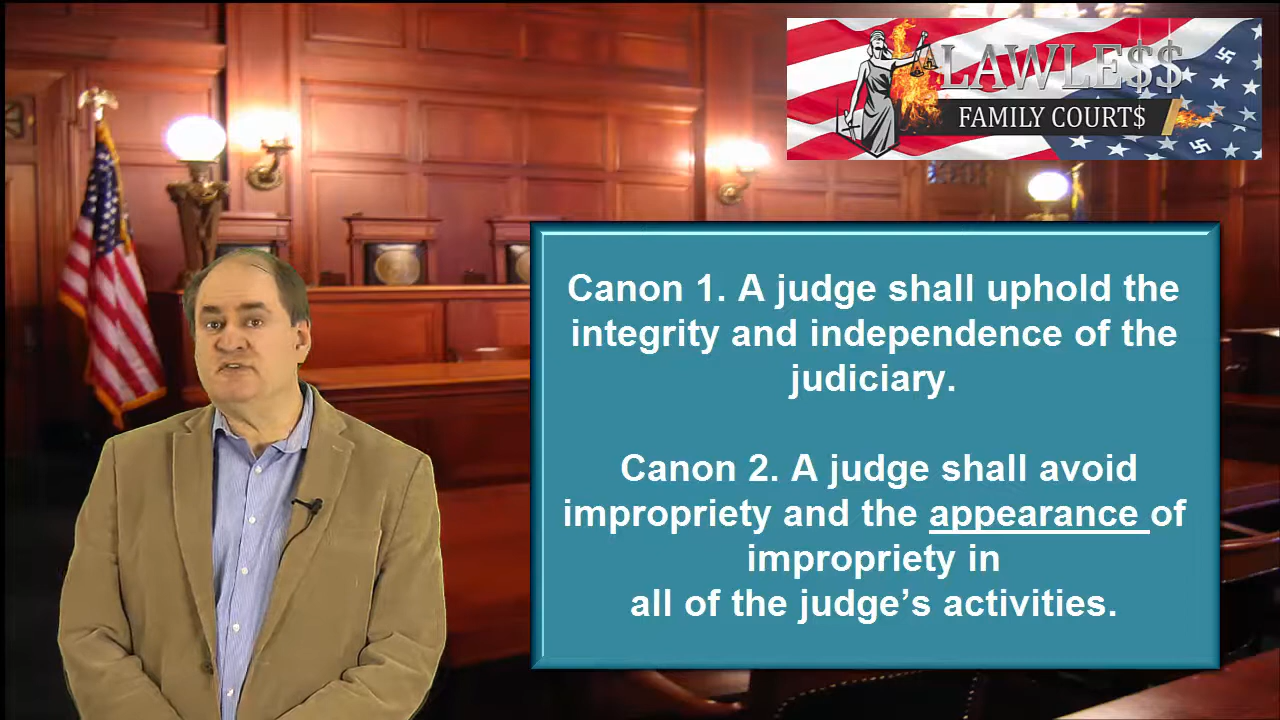 LAWLE$$
FAMILY COURT$
Canon 1. A judge shall uphold the
integrity and independence of the
judiciary.
Canon 2. A judge shall avoid
impropriety and the appearance of
impropriety in
all of the judge’s activities.